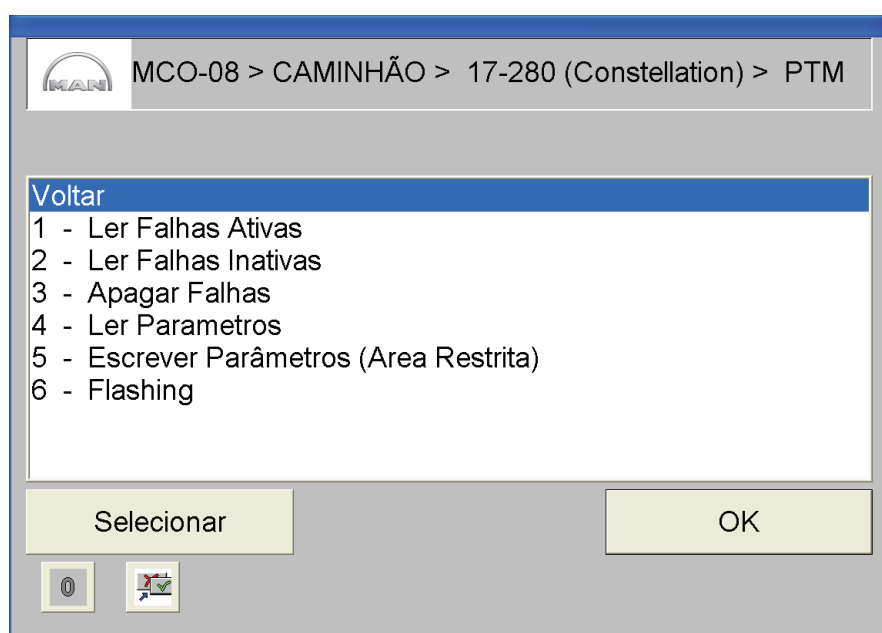 MAN
MCO-08 > CAMINHÃO > 17-280 (Constellation) > PTM
Voltar
1 - Ler Falhas Ativas
2 - Ler Falhas Inativas
3 - Apagar Falhas
4 - Ler Parametros
5 - Escrever Parâmetros (Area Restrita)
6 - Flashing
Selecionar
OK
0